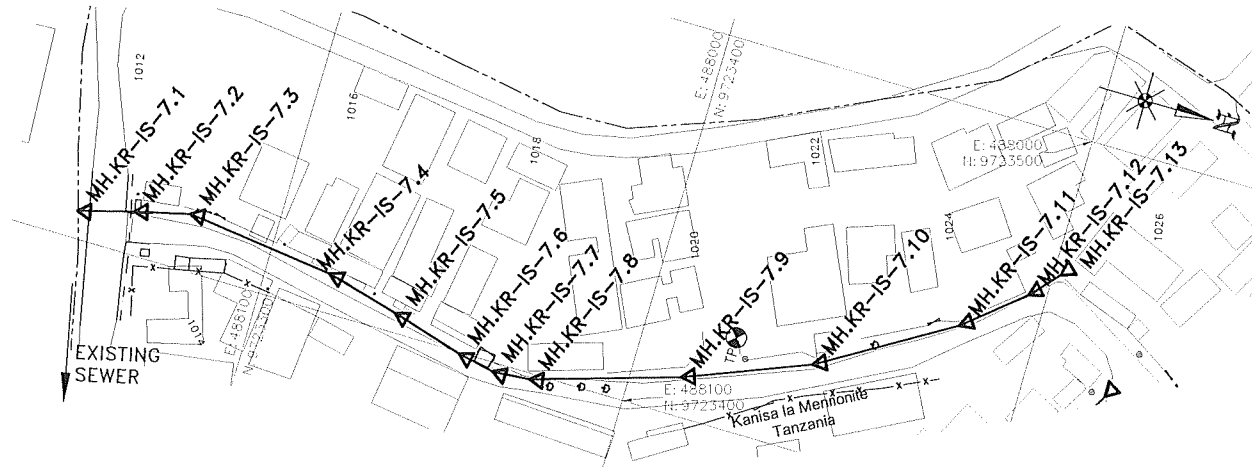 MH.KR-IS-7.1
MH.KR-IS-7.2
MH.KR-IS-7.3
MH.KR-IS-7.4
MH.KR-IS-7.5
MH.KR-IS-7.6
MH.KR-IS-7.7
MH.KR-IS-7.8
MH.KR-IS-7.9
MH.KR-IS-7.10
MH.KR-IS-7.11
MH.KR-IS-7.12
MH.KR-IS-7.13
1012
1016
1018
1020
1022
1024
1026
1014
E: 488000
N: 9723400
E: 488000
N: 9723500
E: 488100
N: 9723300
E: 488100
N: 9723400
EXISTING
SEWER
TP
Kanisa la Mennonite
Tanzania